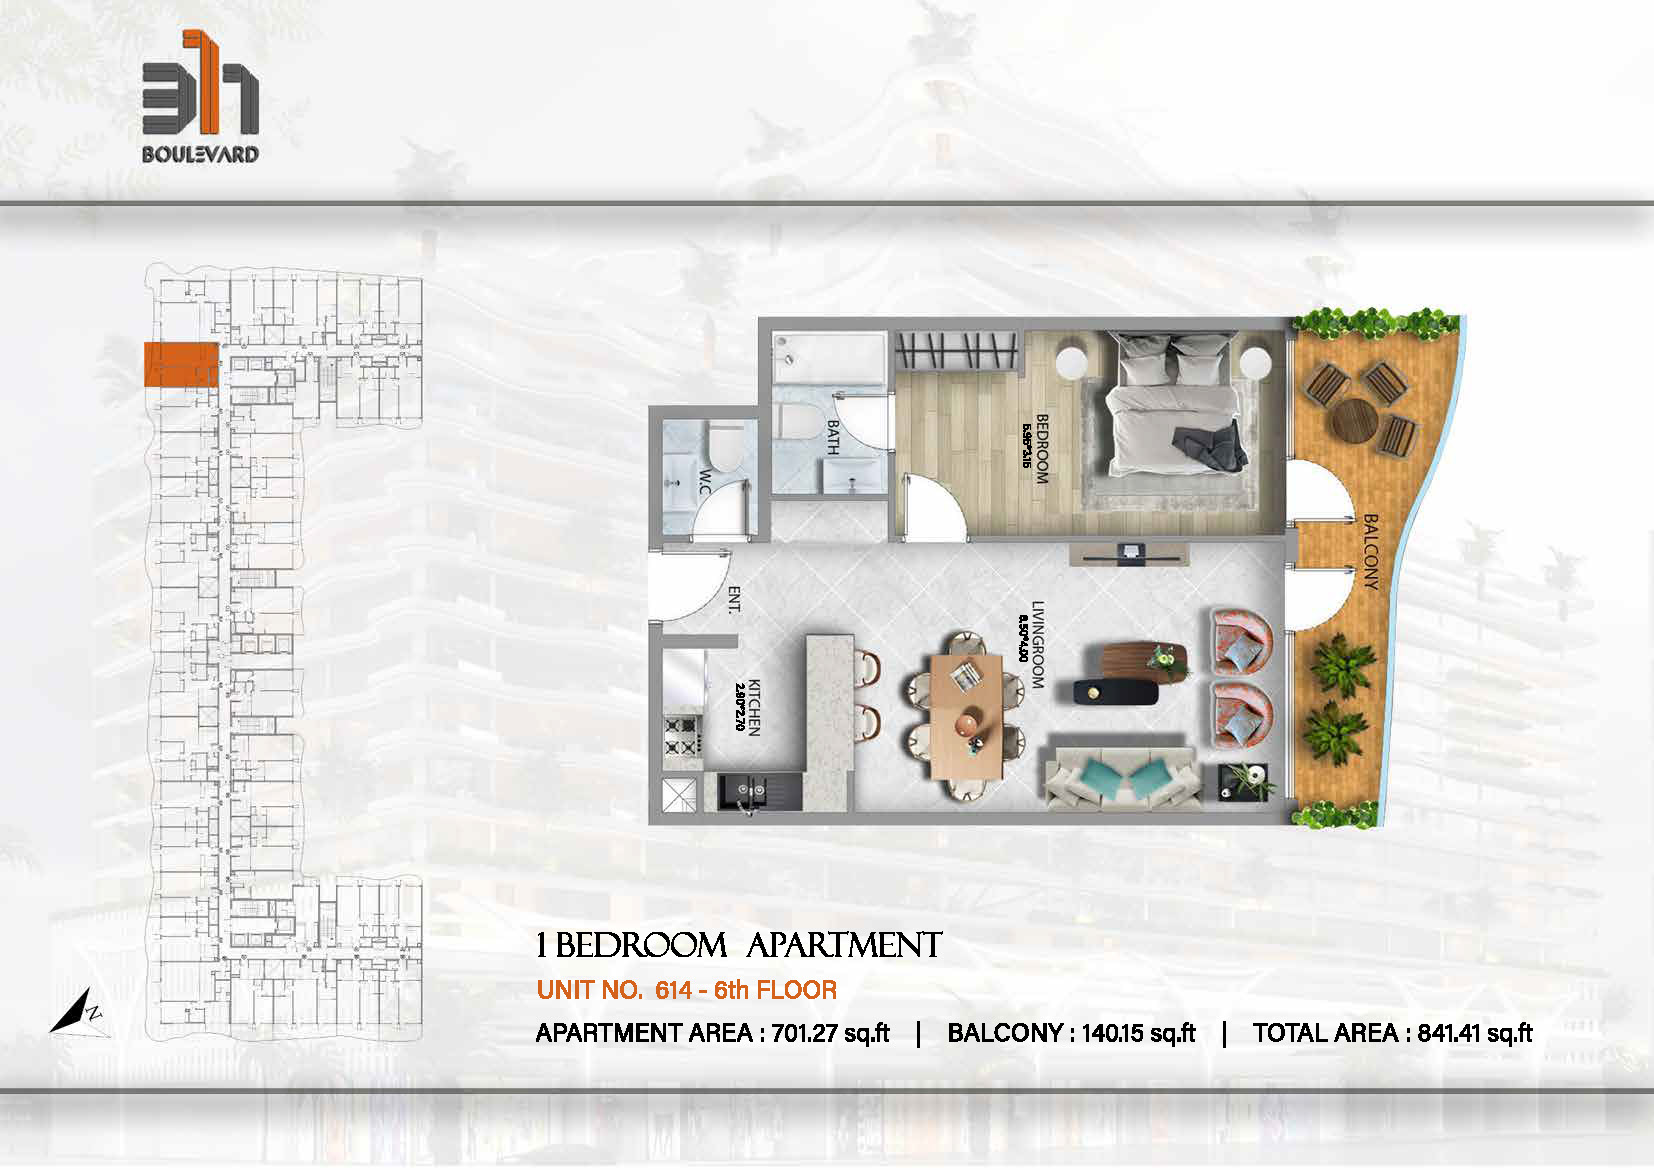 311
BOULEVARD
BATH
W.C
BEDROOM
5.95*3.15
BALCONY
ENT.
LIVINGROOM
8.50*4.00
KITCHEN
2.80*2.70
N
1 BEDROOM APARTMENT
UNIT NO. 614 - 6th FLOOR
APARTMENT AREA : 701.27 sq.ft | BALCONY : 140.15 sq.ft | TOTAL AREA : 841.41 sq.ft